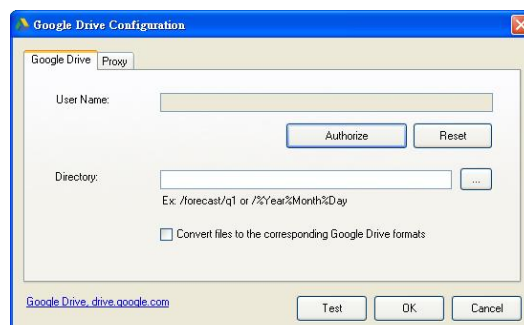 Google Drive Configuration
Google Drive Proxy
User Name:
Authorize Reset
Directory: ...
Ex: /forecast/q1 or /%Year%Month%Day
Convert files to the corresponding Google Drive formats
Google Drive, drive.google.com
Test OK Cancel